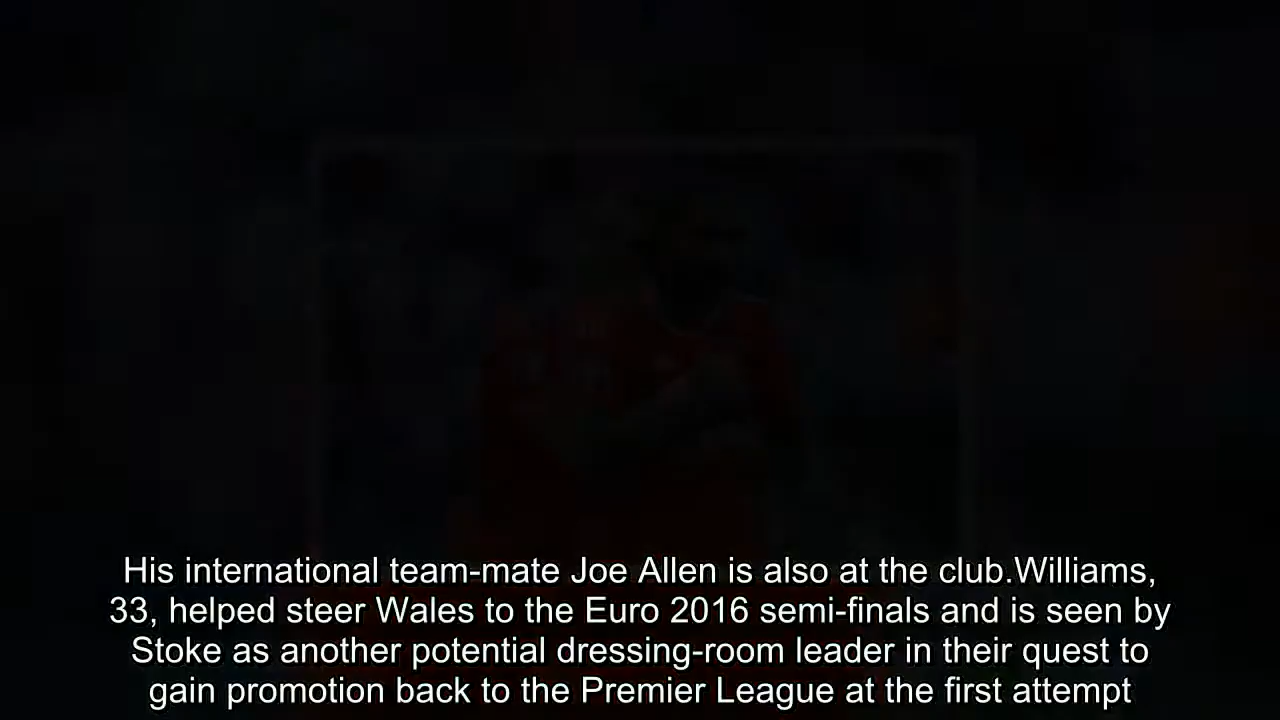 His international team-mate Joe Allen is also at the club.Williams,
33, helped steer Wales to the Euro 2016 semi-finals and is seen by
Stoke as another potential dressing-room leader in their quest to
gain promotion back to the Premier League at the first attempt